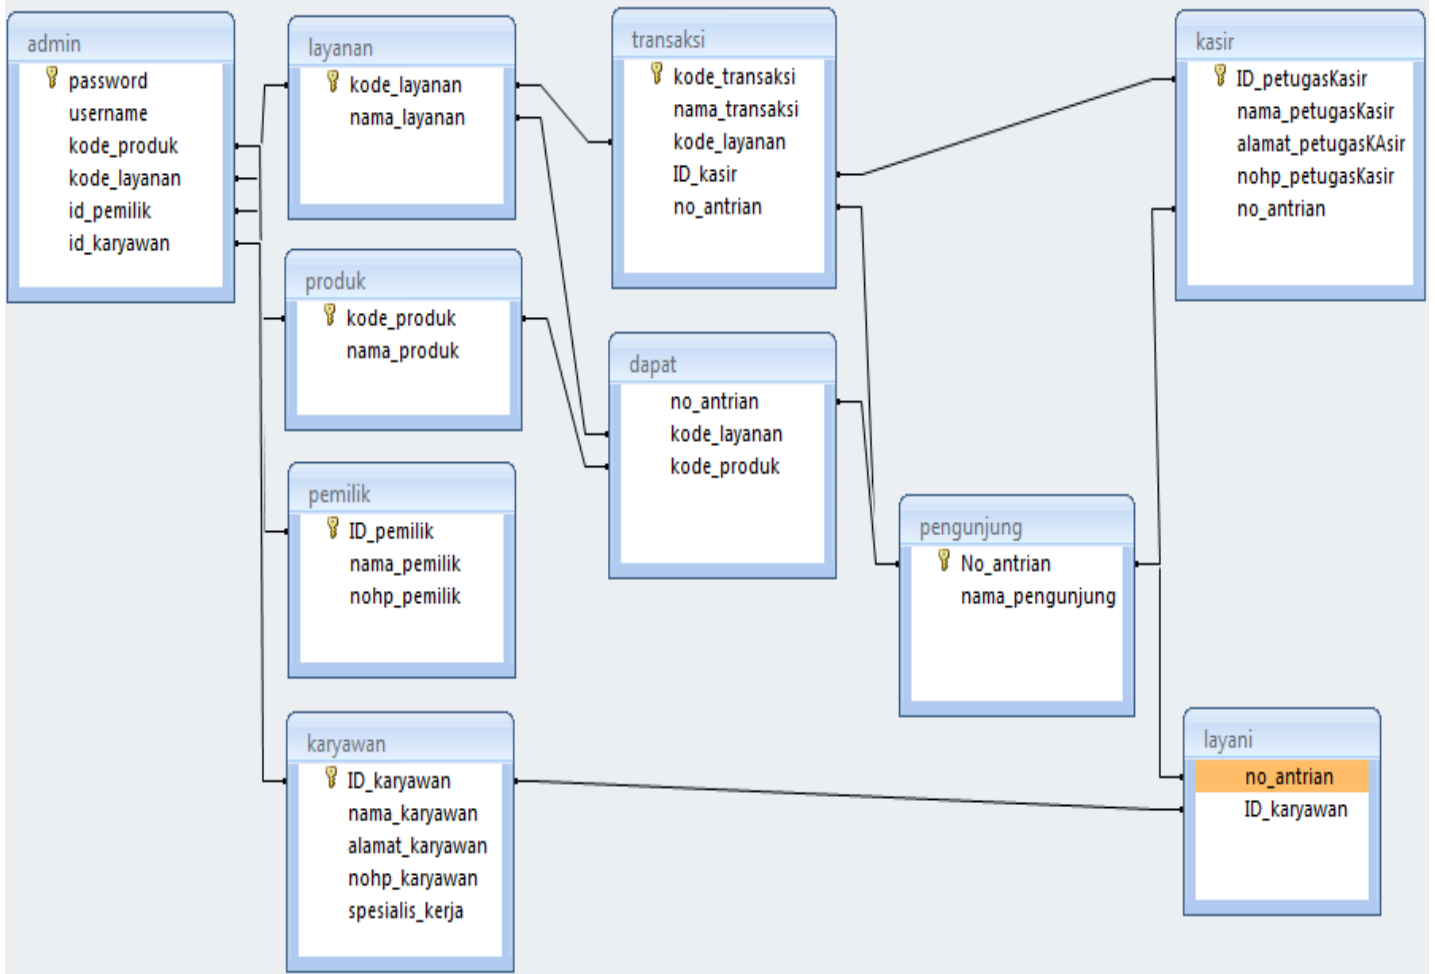 admin
password
username
kode_produk
kode_layanan
id_pemilik
id_karyawan
layanan
kode_layanan
nama_layanan
produk
kode_produk
nama_produk
pemilik
ID_pemilik
nama_pemilik
nohp_pemilik
karyawan
ID_karyawan
nama_karyawan
alamat_karyawan
nohp_karyawan
spesialis_kerja
transaksi
kode_transaksi
nama_transaksi
kode_layanan
ID_kasir
no_antrian
dapat
no_antrian
kode_layanan
kode_produk
pengunjung
No_antrian
nama_pengunjung
kasir
ID_petugasKasir
nama_petugasKasir
alamat_petugasKAsir
nohp_petugasKasir
no_antrian
layani
no_antrian
ID_karyawan